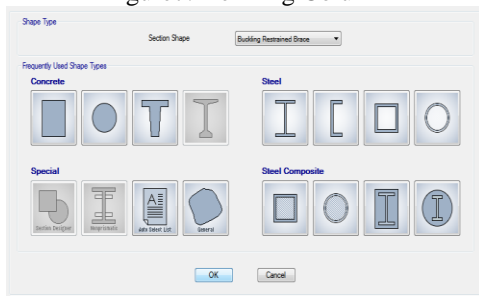 Shape Type
Section Shape
Buckling Restrained Brace
Frequently Used Shape Types
Concrete
Steel
Special
Steel Composite
Section Designer
Nonprismatic
Auto Select List
General
OK
Cancel